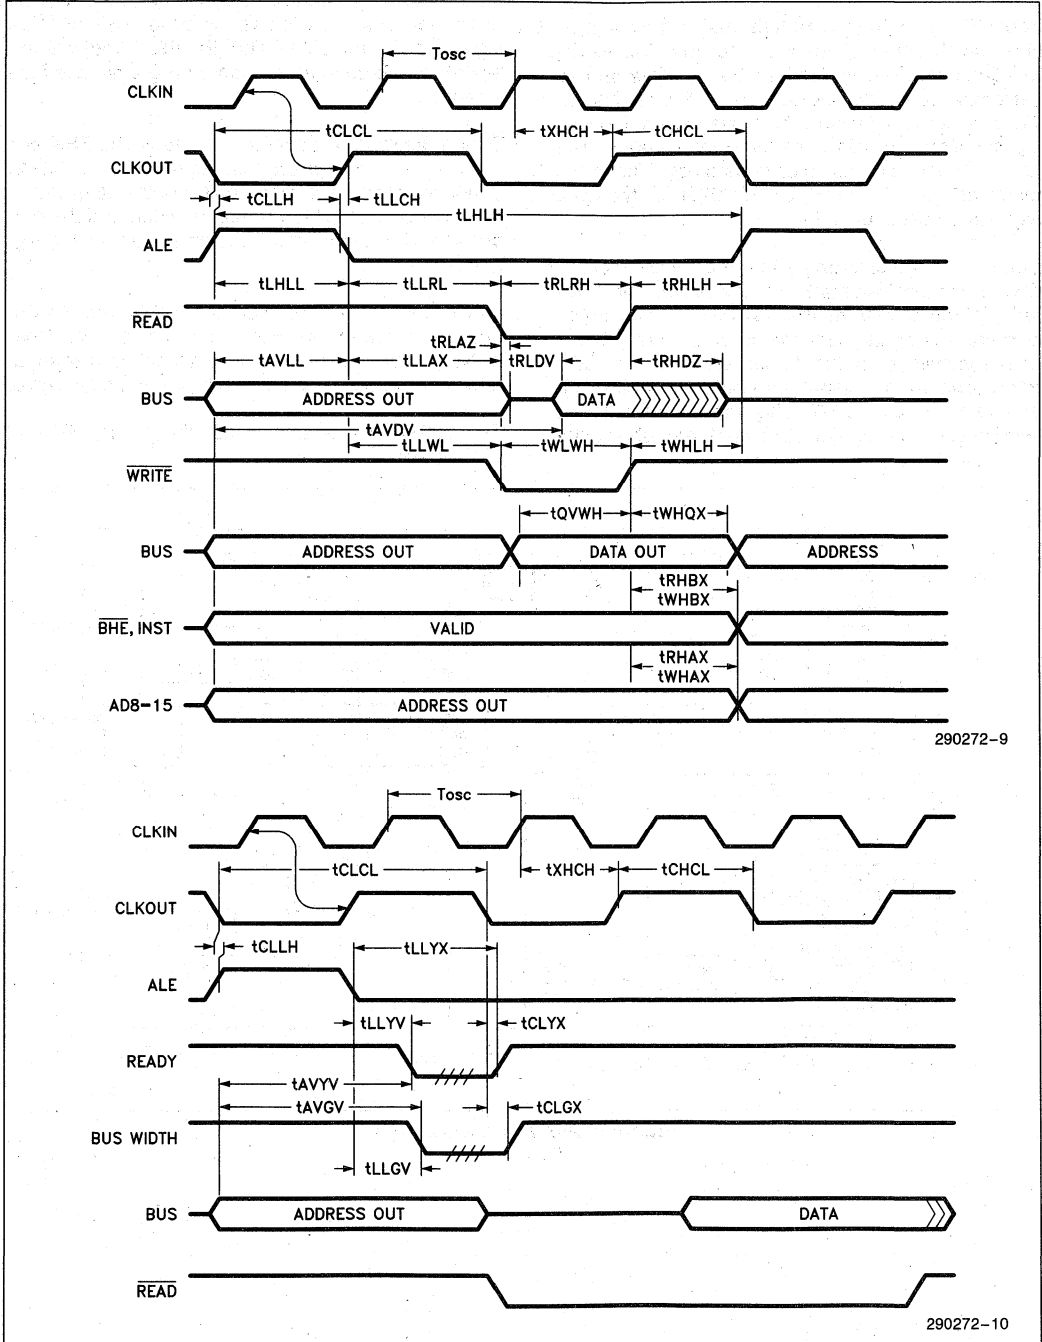 Tosc
CLKIN
tCLCL
tXHCH
tCHCL
CLKOUT
tCLLH
tLLCH
tLHLH
ALE
tLHLL
tLLRL
tRLRH
tRHLH
READ
tRLAZ
tAVLL
tLLAX
tRLDV
tRHDZ
BUS
ADDRESS OUT
DATA
tAVDV
tLLWL
tWLWH
tWHLH
WRITE
tQVWH
tWHQX
BUS
ADDRESS OUT
DATA OUT
ADDRESS
tRHBX
tWHBX
BHE, INST
VALID
tRHAX
tWHAX
AD8-15
ADDRESS OUT
290272-9
Tosc
CLKIN
tCLCL
tXHCH
tCHCL
CLKOUT
tCLLH
tLLYX
ALE
tLLYV
tCLYX
READY
tAVYV
tAVGV
tCLGX
BUS WIDTH
tLLGV
BUS
ADDRESS OUT
DATA
READ
290272-10